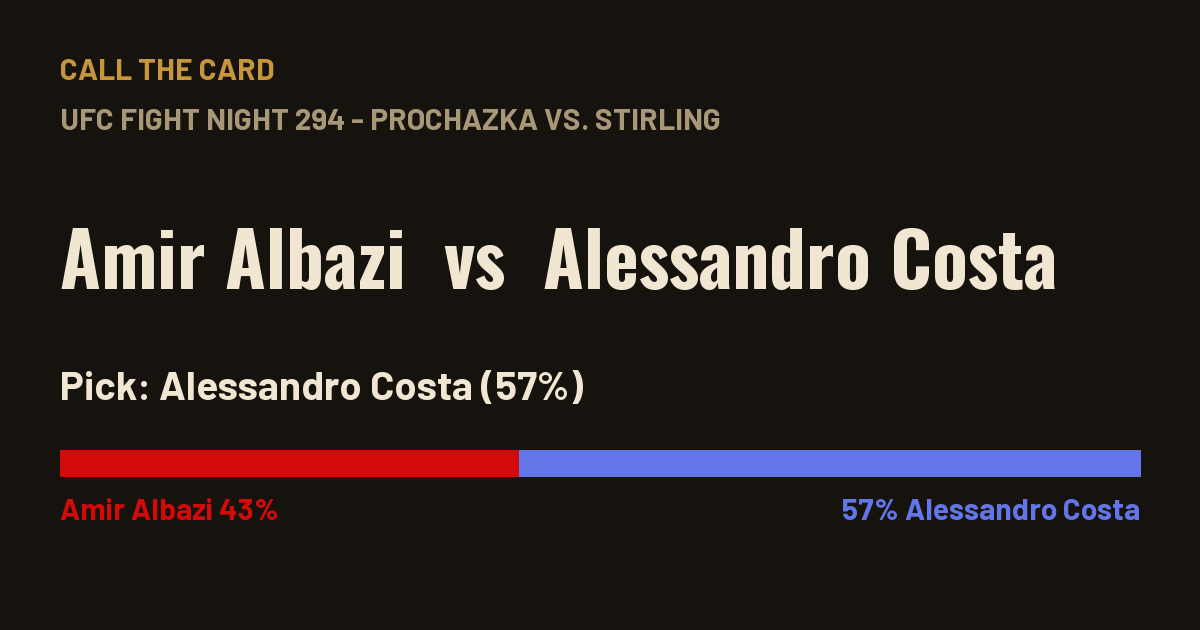 CALL THE CARD
UFC FIGHT NIGHT 294 – PROCHAZKA VS. STIRLING
Amir Albazi vs Alessandro Costa
Pick: Alessandro Costa (57%)
Amir Albazi 43% 57% Alessandro Costa